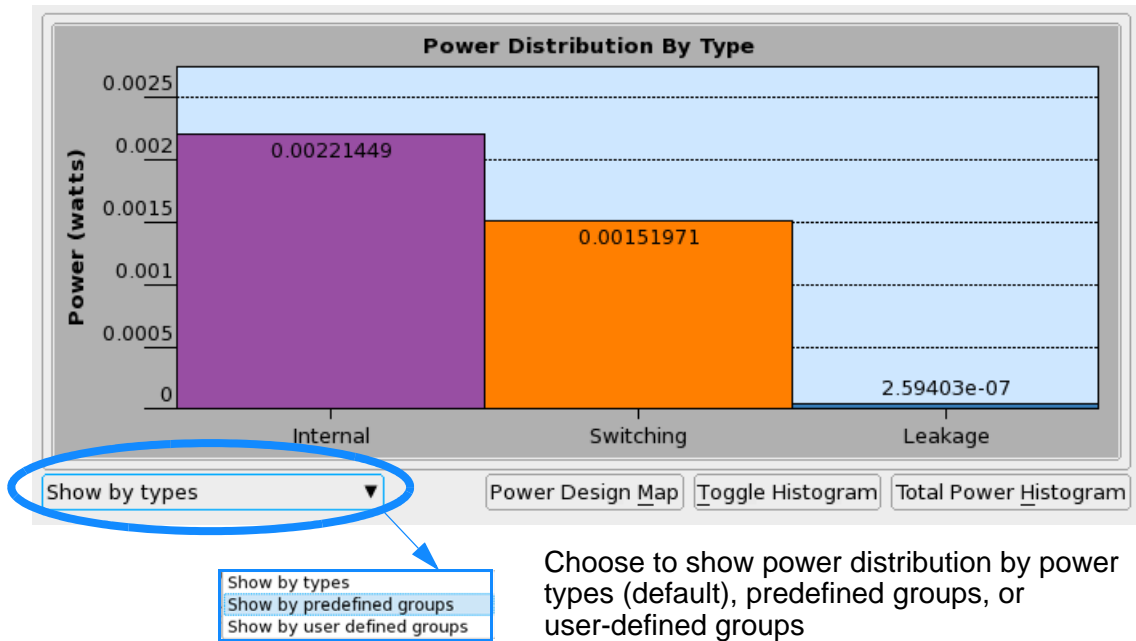 Power Distribution By Type
Power (watts)
0.0025
0.002
0.0015
0.001
0.0005
0
0.00221449
0.00151971
2.59403e-07
Internal
Switching
Leakage
Show by types ▼
Power Design Map
Toggle Histogram
Total Power Histogram
Show by types
Show by predefined groups
Show by user defined groups
Choose to show power distribution by power
types (default), predefined groups, or
user-defined groups